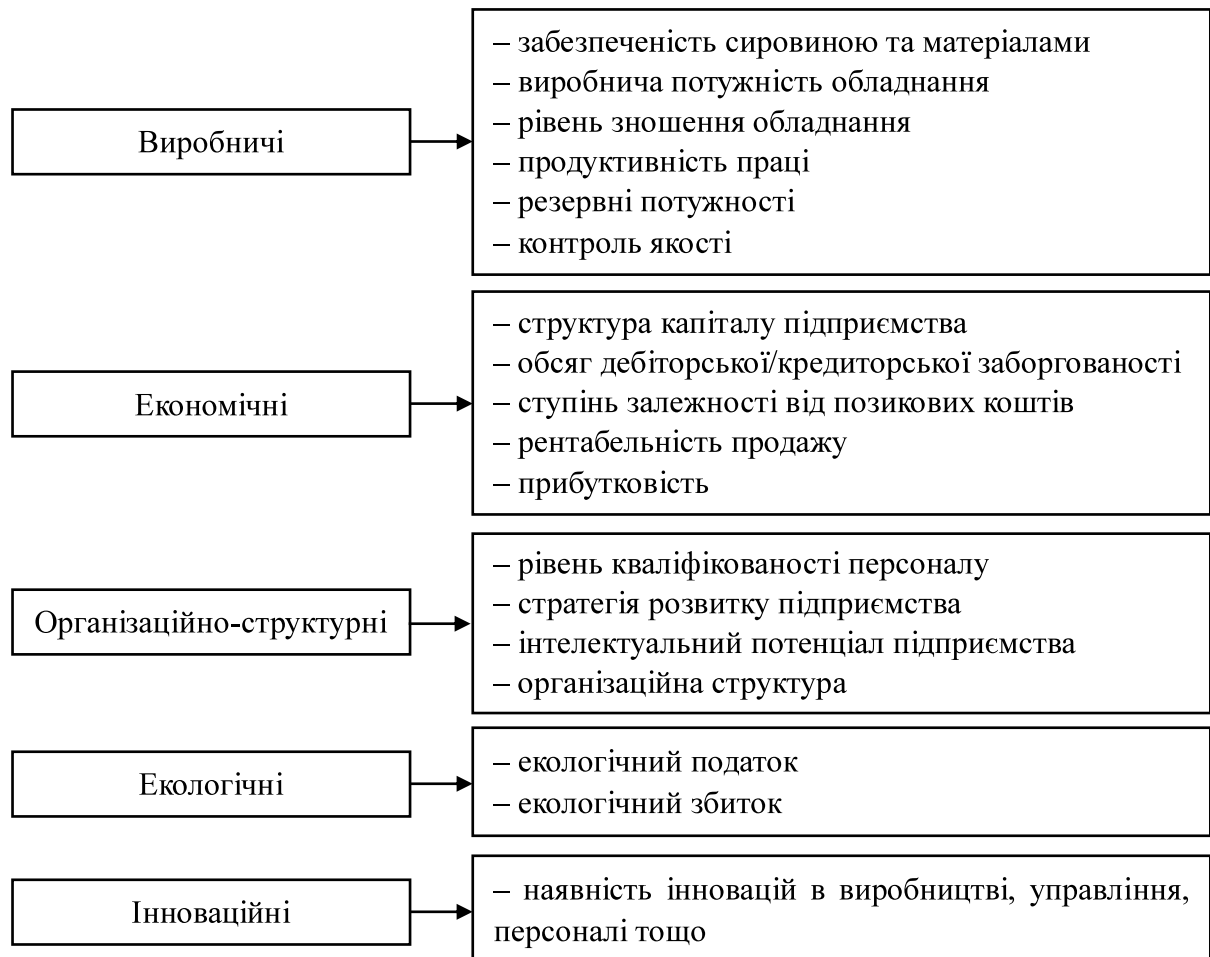 Виробничі
– забезпеченість сировиною та матеріалами
– виробнича потужність обладнання
– рівень зношення обладнання
– продуктивність праці
– резервні потужності
– контроль якості
Економічні
– структура капіталу підприємства
– обсяг дебіторської/кредиторської заборгованості
– ступінь залежності від позикових коштів
– рентабельність продажу
– прибутковість
Організаційно-структурні
– рівень кваліфікованості персоналу
– стратегія розвитку підприємства
– інтелектуальний потенціал підприємства
– організаційна структура
Екологічні
– екологічний податок
– екологічний збиток
Інноваційні
– наявність інновацій в виробництві, управління,
персоналі тощо